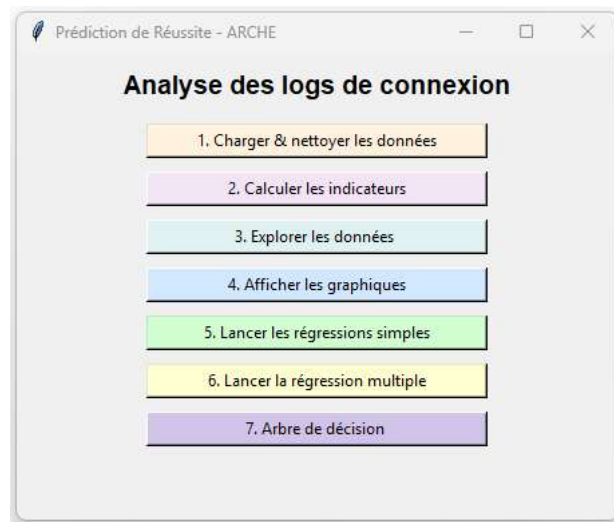 Prédiction de Réussite - ARCHE
Analyse des logs de connexion
1. Charger & nettoyer les données
2. Calculer les indicateurs
3. Explorer les données
4. Afficher les graphiques
5. Lancer les régressions simples
6. Lancer la régression multiple
7. Arbre de décision